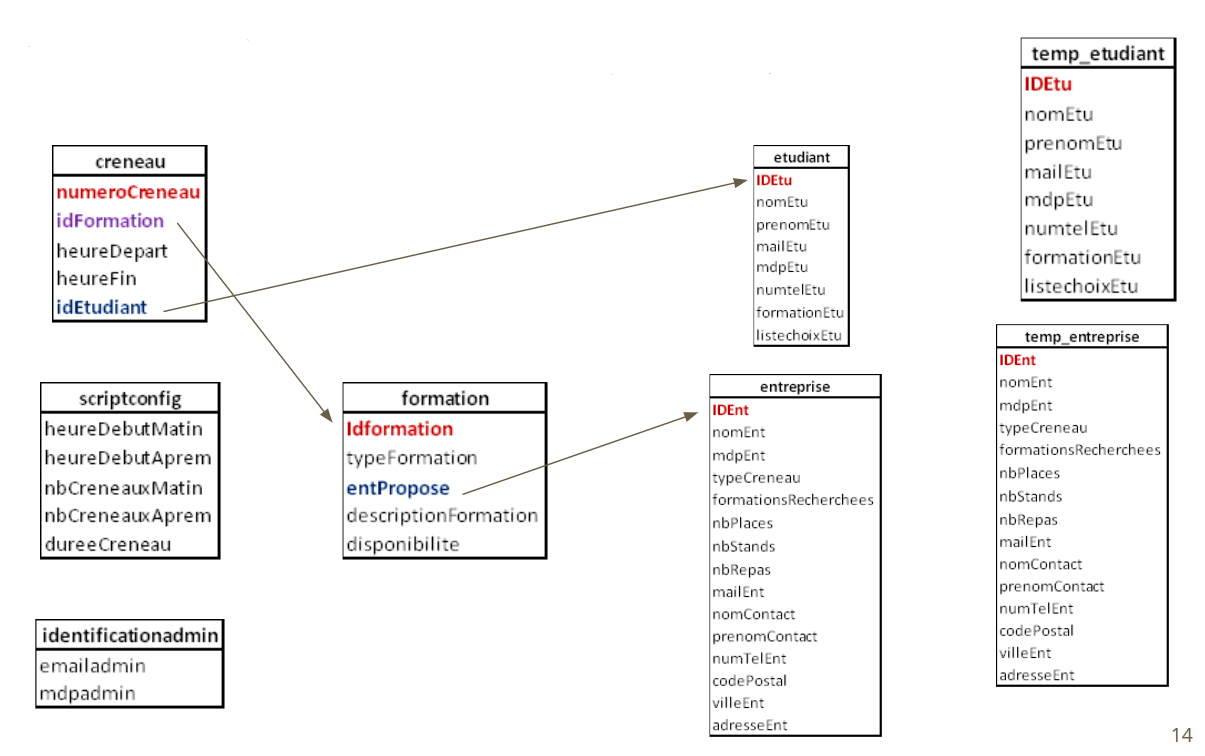 creneau
numeroCreneau
idFormation
heureDepart
heureFin
idEtudiant
scriptconfig
heureDebutMatin
heureDebutAprem
nbCreneauxMatin
nbCreneauxAprem
dureeCreneau
identificationadmin
emailadmin
mdpadmin
formation
Idformation
typeFormation
entPropose
descriptionFormation
disponibilite
etudiant
IDEtu
nomEtu
prenomEtu
mailEtu
mdpEtu
numtelEtu
formationEtu
listechoixEtu
entreprise
IDEnt
nomEnt
mdpEnt
typeCreneau
formationsRecherchees
nbPlaces
nbStands
nbRepas
mailEnt
nomContact
prenomContact
numTelEnt
codePostal
villeEnt
adresseEnt
temp_etudiant
IDEtu
nomEtu
prenomEtu
mailEtu
mdpEtu
numtelEtu
formationEtu
listechoixEtu
temp_entreprise
IDEnt
nomEnt
mdpEnt
typeCreneau
formationsRecherchees
nbPlaces
nbStands
nbRepas
mailEnt
nomContact
prenomContact
numTelEnt
codePostal
villeEnt
adresseEnt
14